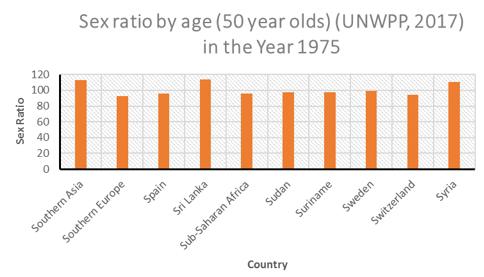 Sex ratio by age (50 year olds) (UNWPP, 2017)
in the Year 1975
120
100
80
60
40
20
0
Sex Ratio
Southern Asia
Southern Europe
Spain
Sri Lanka
Sub-Saharan Africa
Sudan
Suriname
Sweden
Switzerland
Syria
Country